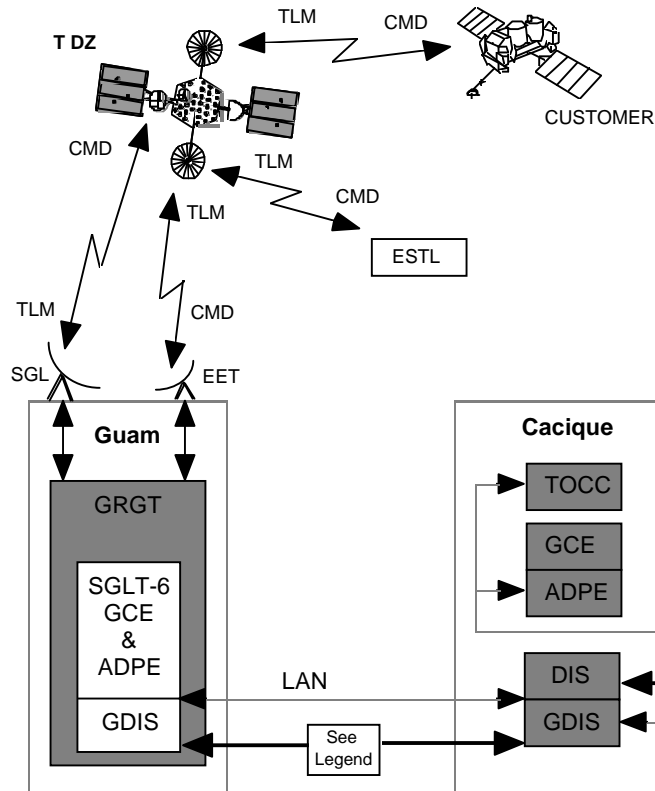 TLM
CMD
T DZ
CUSTOMER
CMD
TLM
TLM
CMD
ESTL
TLM
CMD
SGL
EET
Guam
Cacique
GRGT
TOCC
GCE
ADPE
SGLT-6
GCE
&
ADPE
LAN
DIS
GDIS
GDIS
See
Legend